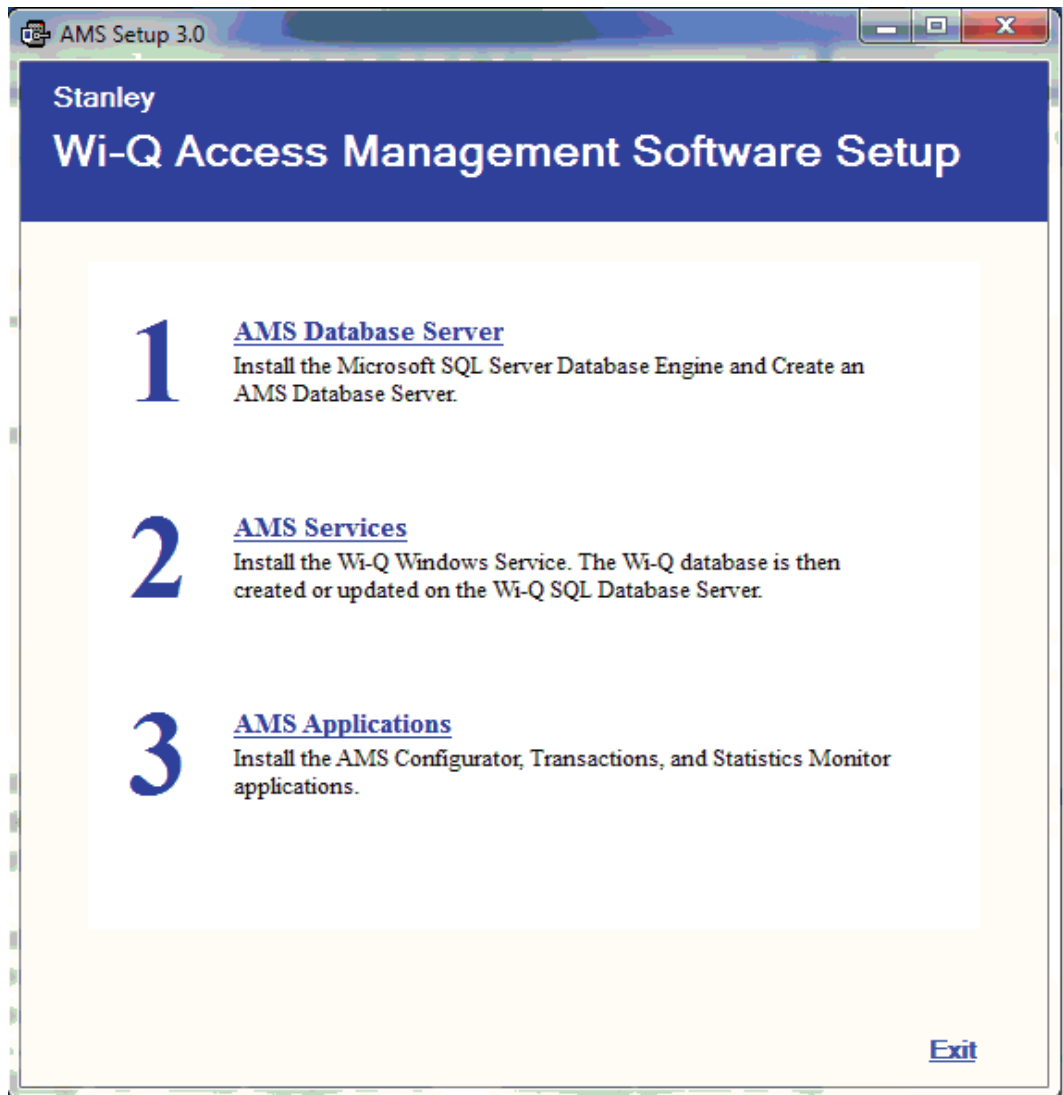 AMS Setup 3.0
Stanley
Wi-Q Access Management Software Setup
1
AMS Database Server
Install the Microsoft SQL Server Database Engine and Create an
AMS Database Server.
2
AMS Services
Install the Wi-Q Windows Service. The Wi-Q database is then
created or updated on the Wi-Q SQL Database Server.
3
AMS Applications
Install the AMS Configurator, Transactions, and Statistics Monitor
applications.
Exit